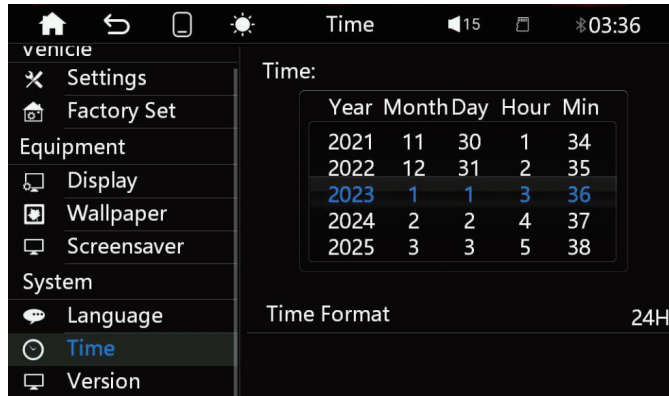 Time 15 03:36
Vehicle
Settings
Factory Set
Equipment
Display
Wallpaper
Screensaver
System
Language
Time
Version
Time:
Year Month Day Hour Min
2021 11 30 1 34
2022 12 31 2 35
2023 1 1 3 36
2024 2 2 4 37
2025 3 3 5 38
Time Format 24H